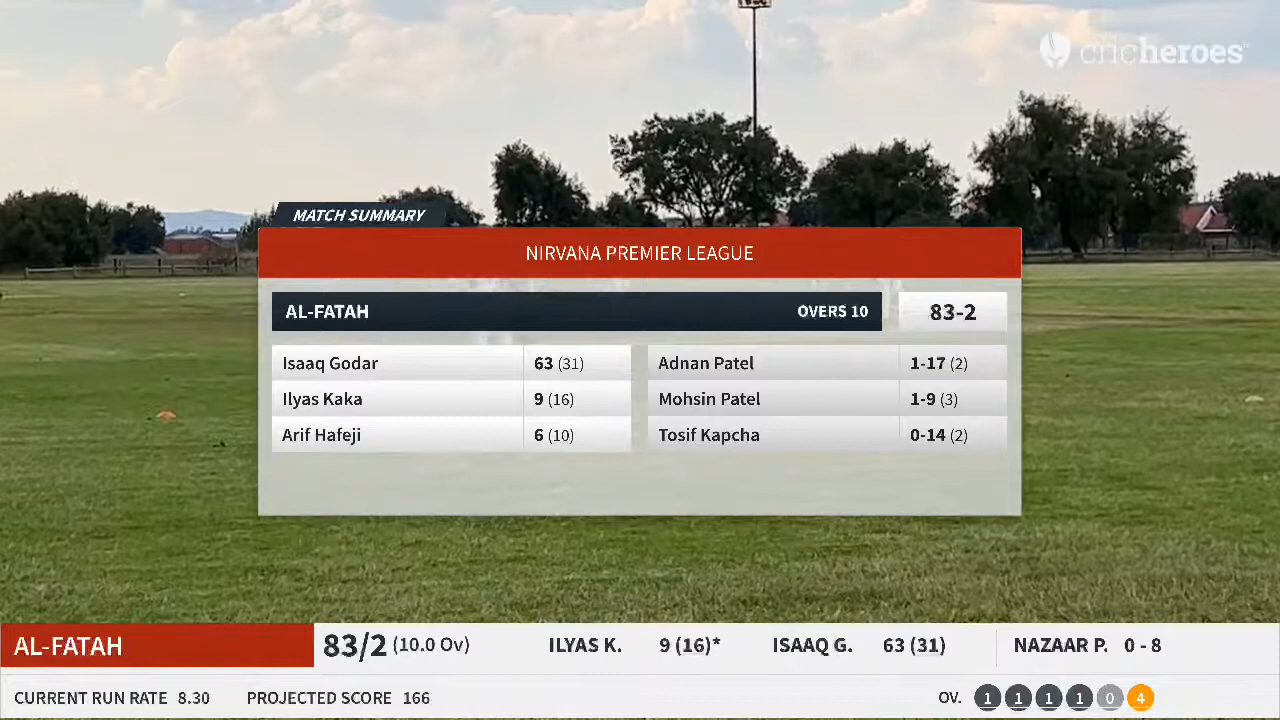 cricheroes
MATCH SUMMARY
NIRVANA PREMIER LEAGUE
AL-FATAH OVERS 10 83-2
Isaaq Godar 63 (31) Adnan Patel 1-17 (2)
Ilyas Kaka 9 (16) Mohsin Patel 1-9 (3)
Arif Hafeji 6 (10) Tosif Kapcha 0-14 (2)
AL-FATAH 83/2 (10.0 Ov) ILYAS K. 9 (16)* ISAAQ G. 63 (31) NAZAAR P. 0 - 8
CURRENT RUN RATE 8.30 PROJECTED SCORE 166 OV. 1 1 1 1 0 4